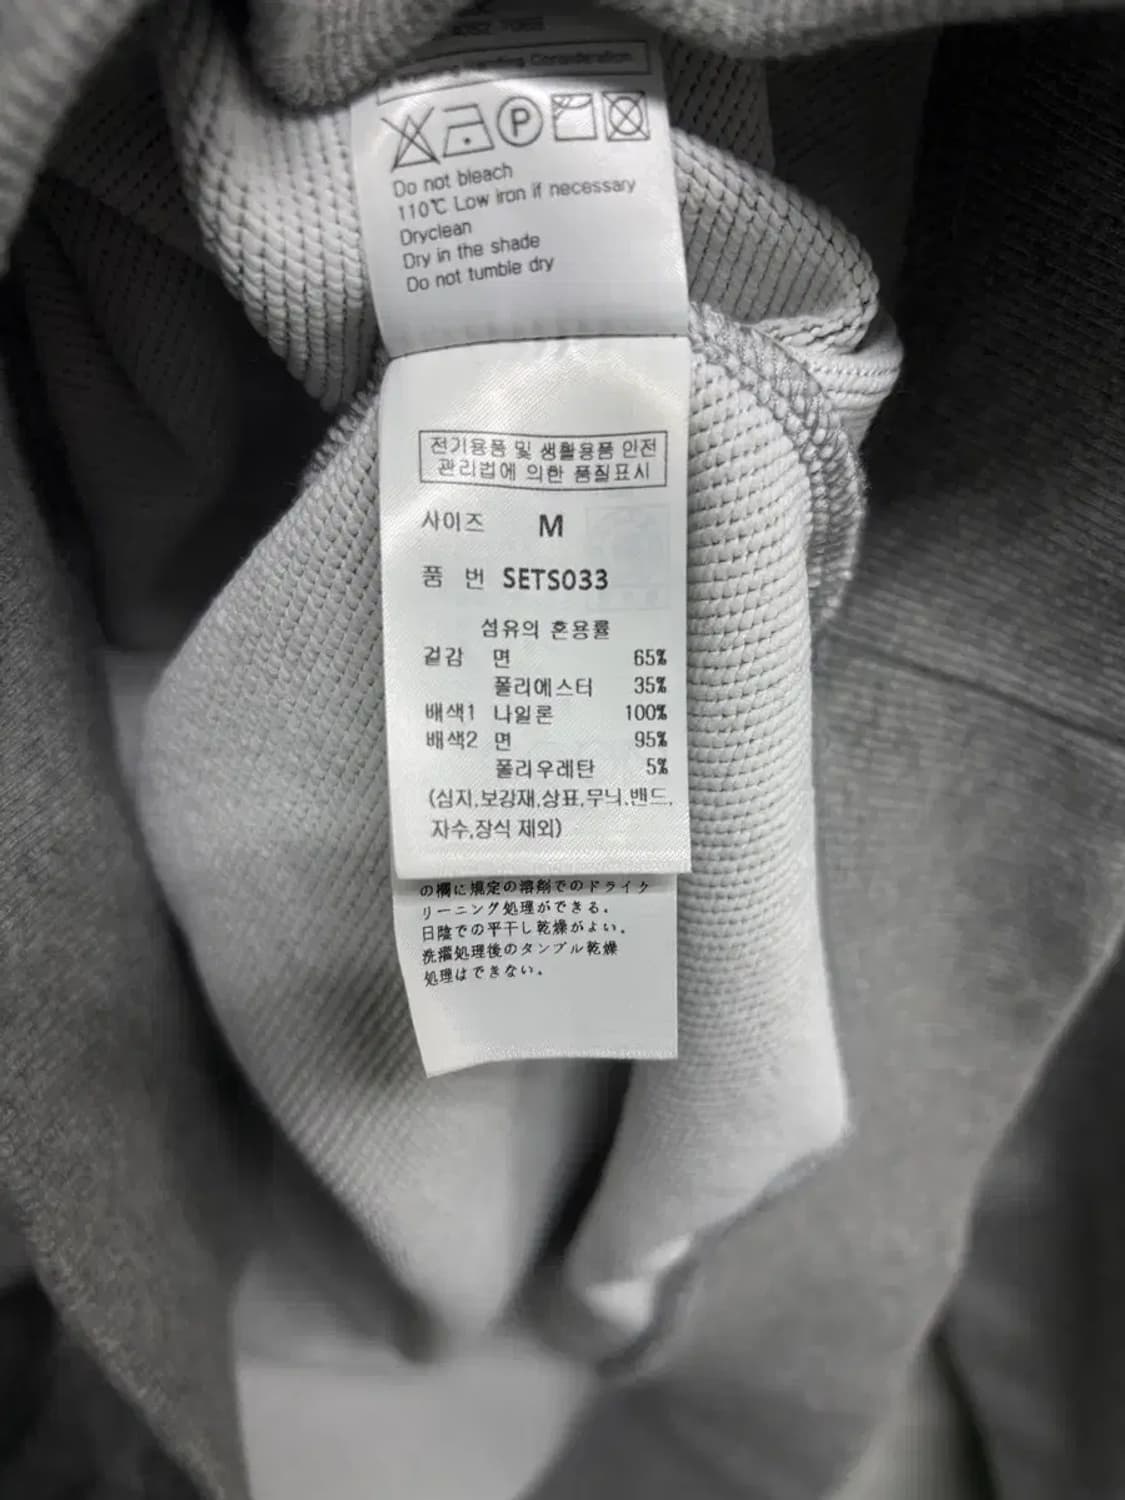 Handling Consideration
P
Do not bleach
110℃ Low iron if necessary
Dryclean
Dry in the shade
Do not tumble dry
전기용품 및 생활용품 안전
관리법에 의한 품질표시
사이즈 M
품 번 SETS033
섬유의 혼용률
겉감 면 65%
폴리에스터 35%
배색1 나일론 100%
배색2 면 95%
폴리우레탄 5%
(심지,보강재,상표,무늬,밴드,
자수,장식 제외)
の欄に規定の溶剤でのドライク
リーニング処理ができる。
日陰での平干し乾燥がよい。
洗濯処理後のタンブル乾燥
処理はできない。